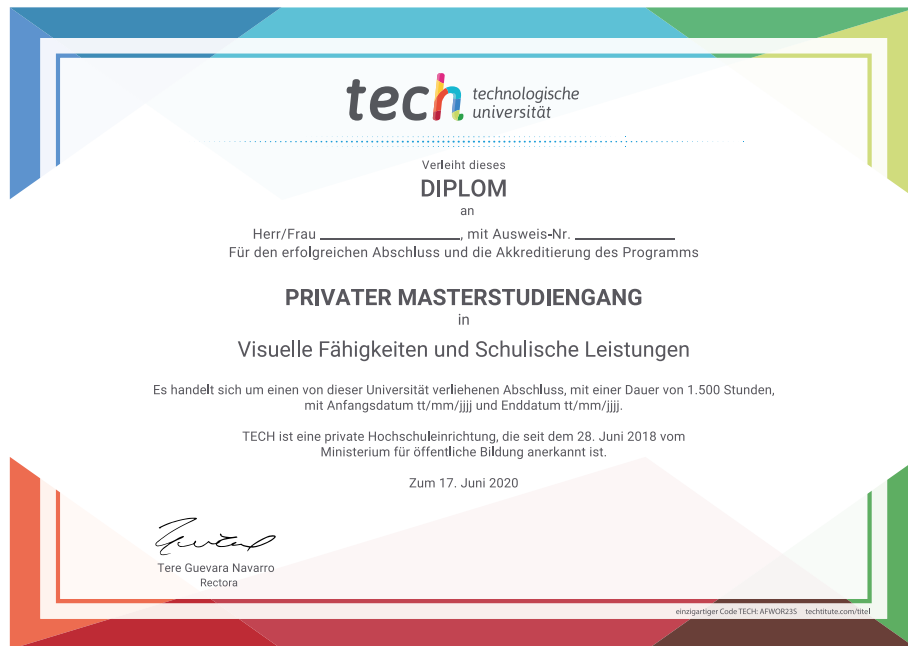 tech technologische
universität
Verleiht dieses
DIPLOM
an
Herr/Frau ____________________, mit Ausweis-Nr. ______________
Für den erfolgreichen Abschluss und die Akkreditierung des Programms
PRIVATER MASTERSTUDIENGANG
in
Visuelle Fähigkeiten und Schulische Leistungen
Es handelt sich um einen von dieser Universität verliehenen Abschluss, mit einer Dauer von 1.500 Stunden,
mit Anfangsdatum tt/mm/jjjj und Enddatum tt/mm/jjjj.
TECH ist eine private Hochschuleinrichtung, die seit dem 28. Juni 2018 vom
Ministerium für öffentliche Bildung anerkannt ist.
Zum 17. Juni 2020
Tere Guevara Navarro
Rectora
einzigartiger Code TECH: AFWOR23S techtitute.com/titel